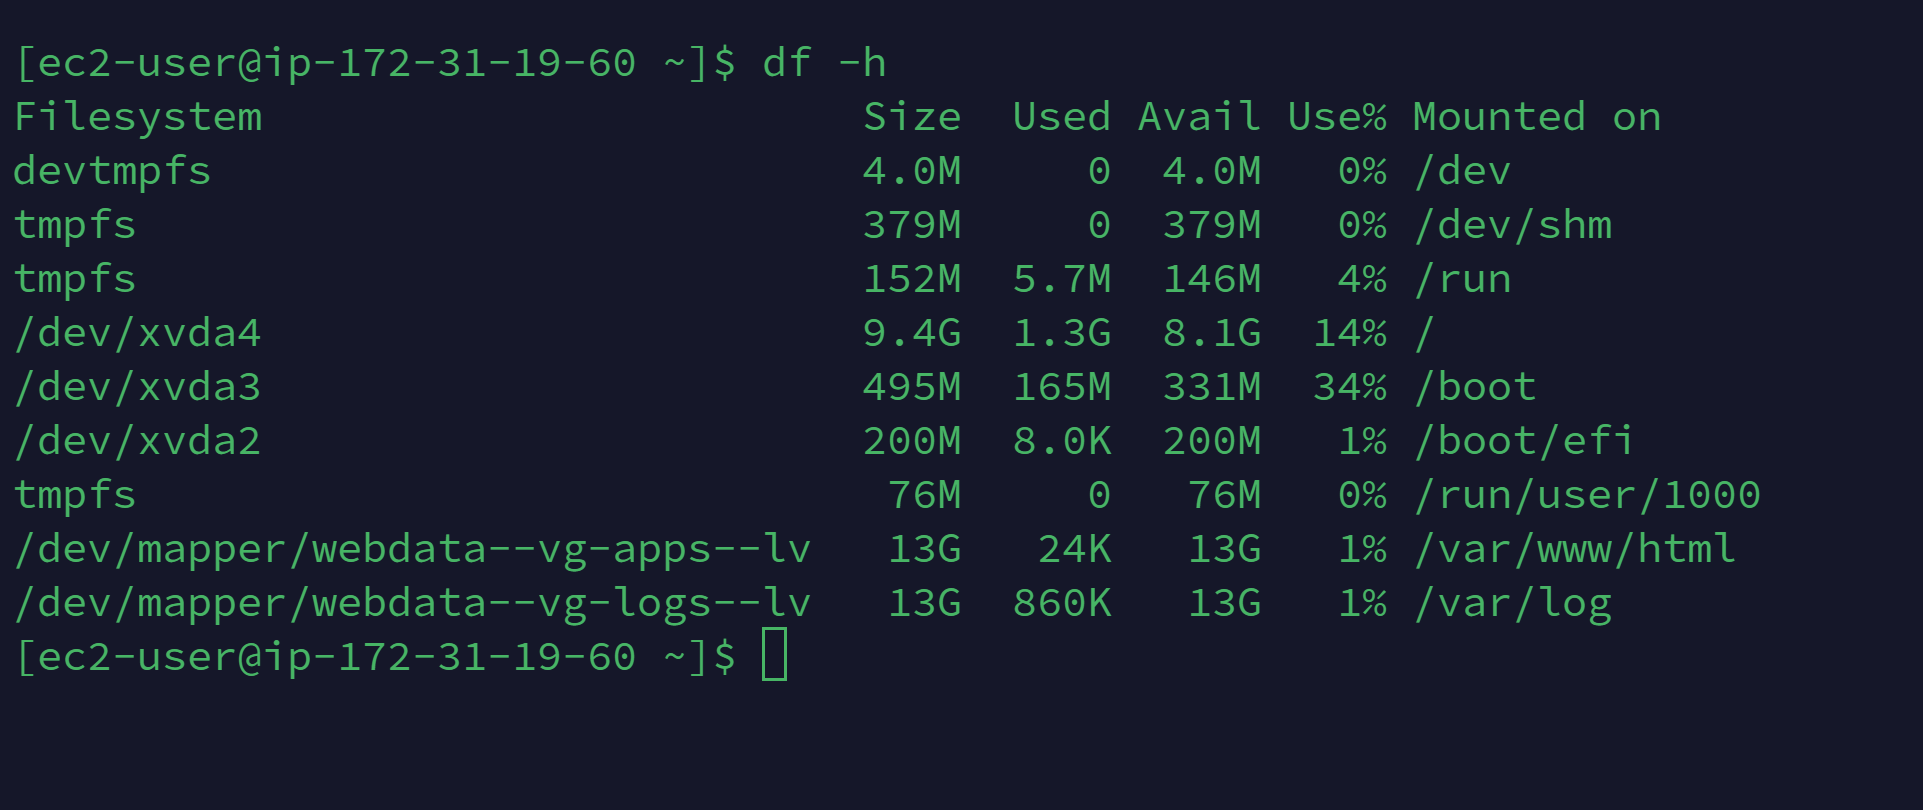 [ec2-user@ip-172-31-19-60 ~]$ df -h
Filesystem                        Size  Used Avail Use% Mounted on
devtmpfs                          4.0M     0  4.0M   0% /dev
tmpfs                             379M     0  379M   0% /dev/shm
tmpfs                             152M  5.7M  146M   4% /run
/dev/xvda4                        9.4G  1.3G  8.1G  14% /
/dev/xvda3                        495M  165M  331M  34% /boot
/dev/xvda2                        200M  8.0K  200M   1% /boot/efi
tmpfs                              76M     0   76M   0% /run/user/1000
/dev/mapper/webdata--vg-apps--lv   13G   24K   13G   1% /var/www/html
/dev/mapper/webdata--vg-logs--lv   13G  860K   13G   1% /var/log
[ec2-user@ip-172-31-19-60 ~]$